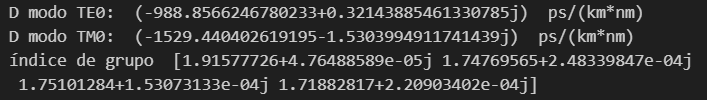 D modo TE0:  (-988.8566246780233+0.32143885461330785j)  ps/(km*nm)
D modo TM0:  (-1529.440402619195-1.5303994911741439j)  ps/(km*nm)
índice de grupo  [1.91577726+4.76488589e-05j 1.74769565+2.48339847e-04j
 1.75101284+1.53073133e-04j 1.71882817+2.20903402e-04j]